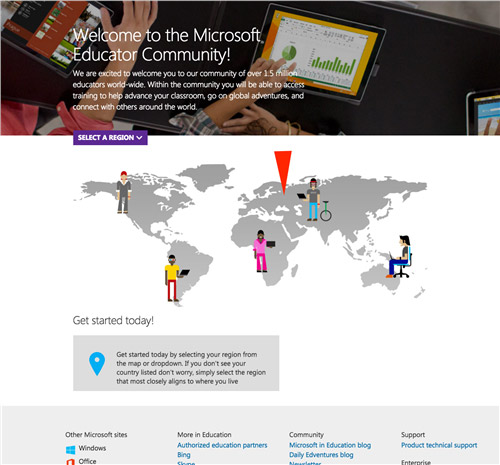 Welcome to the Microsoft
Educator Community!
We are excited to welcome you to our community of over 1.5 million
educators world-wide. Within the community you will be able to access
training to help advance your classroom, go on global adventures, and
connect with others around the world.
SELECT A REGION
Get started today!
Get started today by selecting your region from
the map or dropdown. If you don't see your
country listed don't worry, simply select the region
that most closely aligns to where you live
Other Microsoft sites
Windows
Office
More in Education
Authorized education partners
Bing
Skype
Community
Microsoft in Education blog
Daily Edventures blog
Newsletter
Support
Product technical support
Enterprise